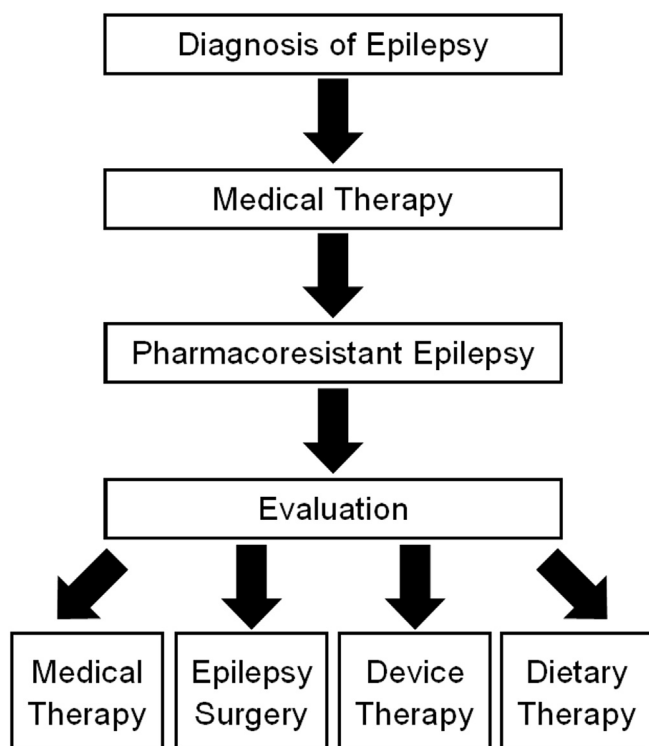 Diagnosis of Epilepsy
Medical Therapy
Pharmacoresistant Epilepsy
Evaluation
Medical
Therapy
Epilepsy
Surgery
Device
Therapy
Dietary
Therapy